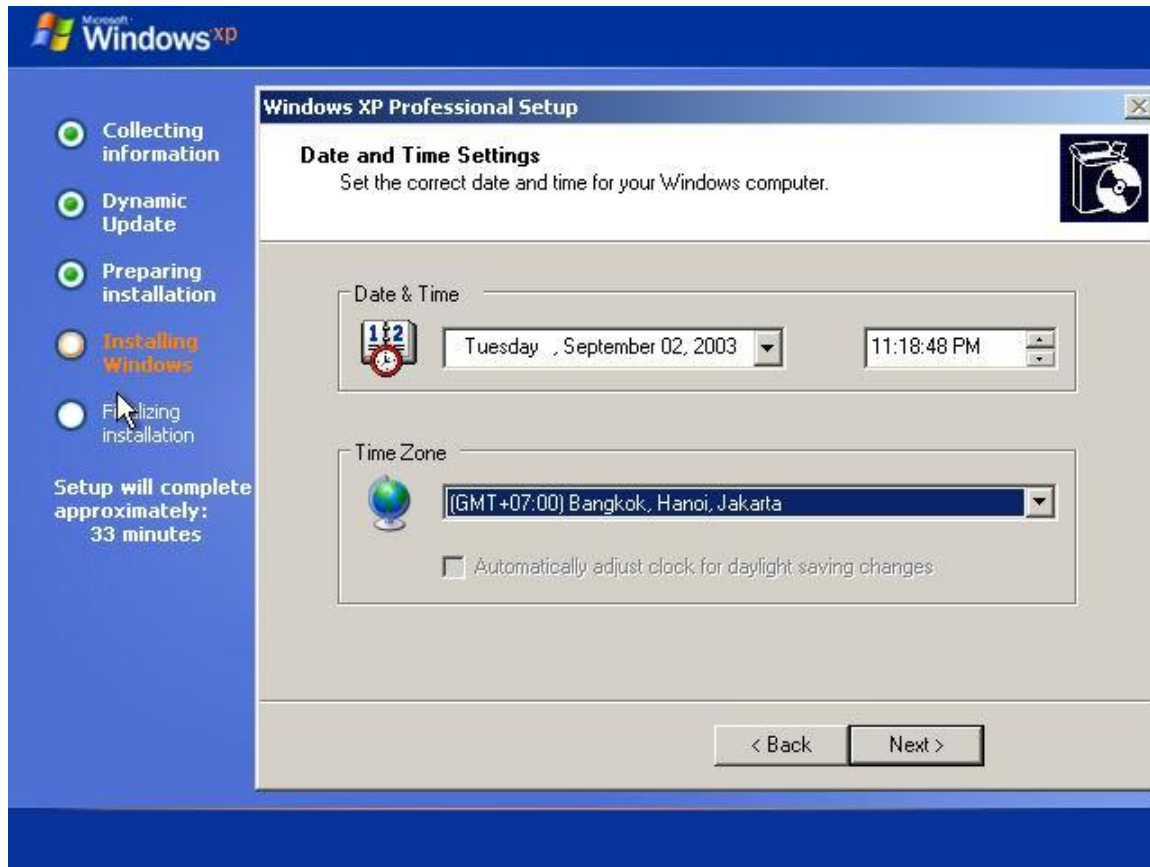 Microsoft
Windows xp
Collecting
information
Dynamic
Update
Preparing
installation
Installing
Windows
Finalizing
installation
Setup will complete
approximately:
33 minutes
Windows XP Professional Setup
Date and Time Settings
Set the correct date and time for your Windows computer.
Date & Time
1 2
Tuesday , September 02, 2003
11:18:48 PM
Time Zone
(GMT+07:00) Bangkok, Hanoi, Jakarta
Automatically adjust clock for daylight saving changes
< Back
Next >